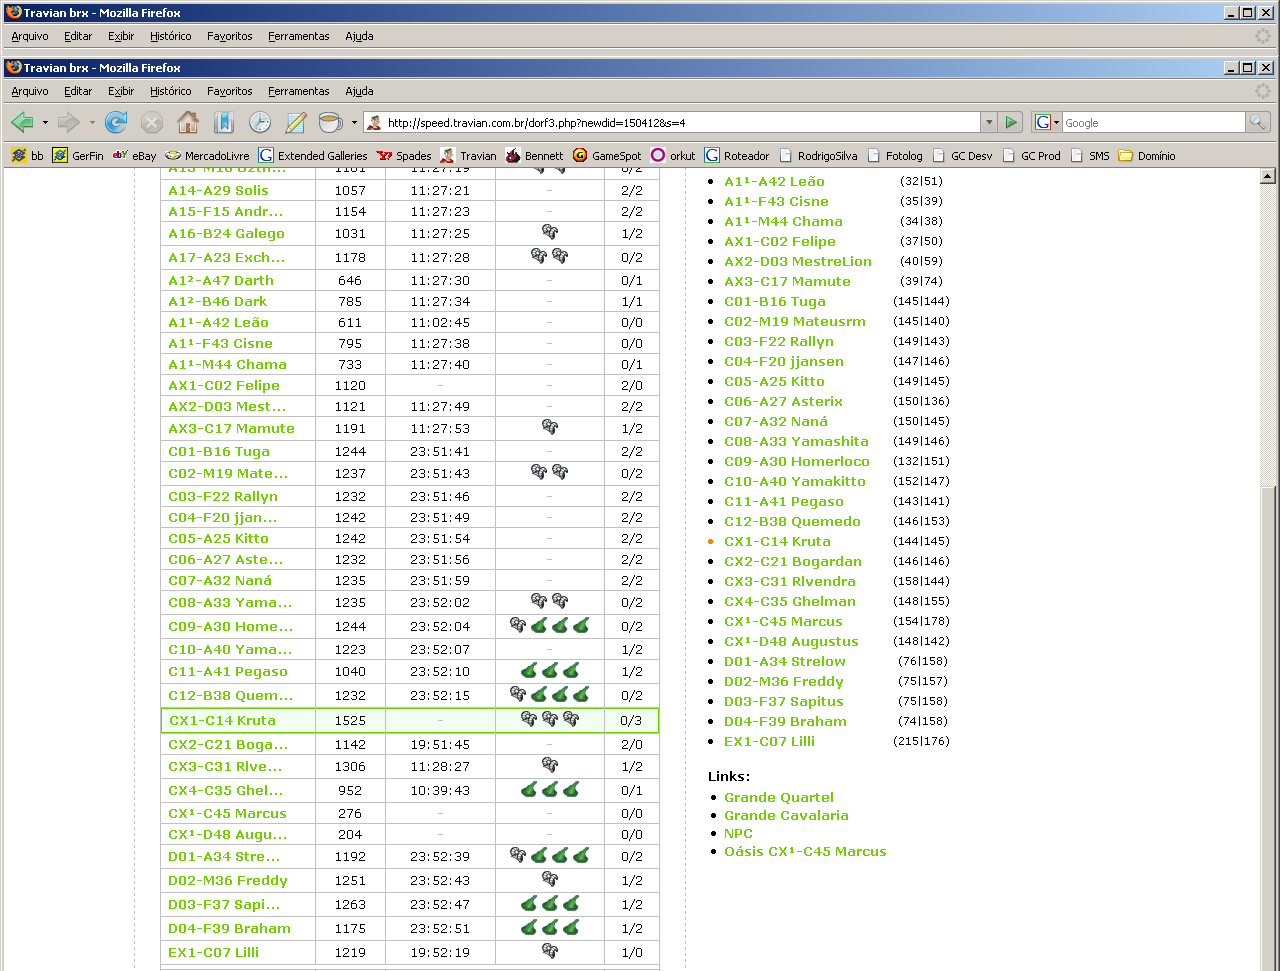 Travian brx - Mozilla Firefox
Arquivo Editar Exibir Histórico Favoritos Ferramentas Ajuda
Travian brx - Mozilla Firefox
Arquivo Editar Exibir Histórico Favoritos Ferramentas Ajuda
http://speed.travian.com.br/dorf3.php?newdid=150412&s=4 Google
bb GerFin eBay MercadoLivre Extended Galleries Spades Travian Bennett GameSpot orkut Roteador RodrigoSilva Fotolog GC Desv GC Prod SMS Domínio
11:27:19 0/2
A14-A29 Solis 1057 11:27:21 - 2/2
A15-F15 Andr... 1154 11:27:23 - 2/2
A16-B24 Galego 1031 11:27:25 1/2
A17-A23 Exch... 1178 11:27:28 0/2
A1²-A47 Darth 646 11:27:30 - 0/1
A1²-B46 Dark 785 11:27:34 - 1/1
A1¹-A42 Leão 611 11:02:45 - 0/0
A1¹-F43 Cisne 795 11:27:38 - 0/0
A1¹-M44 Chama 733 11:27:40 - 0/1
AX1-C02 Felipe 1120 - - 2/0
AX2-D03 Mest... 1121 11:27:49 - 2/2
AX3-C17 Mamute 1191 11:27:53 1/2
C01-B16 Tuga 1244 23:51:41 - 2/2
C02-M19 Mate... 1237 23:51:43 0/2
C03-F22 Rallyn 1232 23:51:46 - 2/2
C04-F20 jjan... 1242 23:51:49 - 2/2
C05-A25 Kitto 1242 23:51:54 - 2/2
C06-A27 Aste... 1232 23:51:56 - 2/2
C07-A32 Naná 1235 23:51:59 - 2/2
C08-A33 Yama... 1235 23:52:02 0/2
C09-A30 Home... 1244 23:52:04 0/2
C10-A40 Yama... 1223 23:52:07 - 1/2
C11-A41 Pegaso 1040 23:52:10 1/2
C12-B38 Quem... 1232 23:52:15 0/2
CX1-C14 Kruta 1525 - 0/3
CX2-C21 Boga... 1142 19:51:45 - 2/0
CX3-C31 Rlve... 1306 11:28:27 1/2
CX4-C35 Ghel... 952 10:39:43 0/1
CX¹-C45 Marcus 276 - - 0/0
CX¹-D48 Augu... 204 - - 0/0
D01-A34 Stre... 1192 23:52:39 0/2
D02-M36 Freddy 1251 23:52:43 1/2
D03-F37 Sapi... 1263 23:52:47 1/2
D04-F39 Braham 1175 23:52:51 1/2
EX1-C07 Lilli 1219 19:52:19 1/0
A1¹-A42 Leão (32|51)
A1¹-F43 Cisne (35|39)
A1¹-M44 Chama (34|38)
AX1-C02 Felipe (37|50)
AX2-D03 MestreLion (40|59)
AX3-C17 Mamute (39|74)
C01-B16 Tuga (145|144)
C02-M19 Mateusrm (145|140)
C03-F22 Rallyn (149|143)
C04-F20 jjansen (147|146)
C05-A25 Kitto (149|145)
C06-A27 Asterix (150|136)
C07-A32 Naná (150|145)
C08-A33 Yamashita (149|146)
C09-A30 Homerloco (132|151)
C10-A40 Yamakitto (152|147)
C11-A41 Pegaso (143|141)
C12-B38 Quemedo (146|153)
CX1-C14 Kruta (144|145)
CX2-C21 Bogardan (146|146)
CX3-C31 Rlvendra (158|144)
CX4-C35 Ghelman (148|155)
CX¹-C45 Marcus (154|178)
CX¹-D48 Augustus (148|142)
D01-A34 Strelow (76|158)
D02-M36 Freddy (75|157)
D03-F37 Sapitus (75|158)
D04-F39 Braham (74|158)
EX1-C07 Lilli (215|176)
Links:
Grande Quartel
Grande Cavalaria
NPC
Oásis CX¹-C45 Marcus